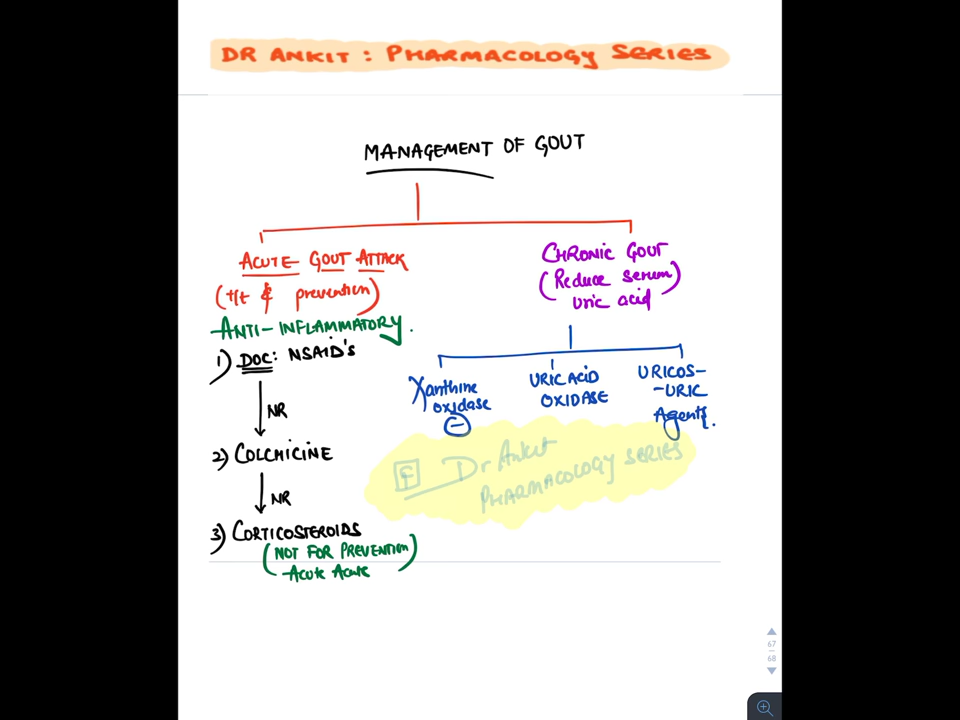 DR ANKIT : PHARMACOLOGY SERIES
MANAGEMENT OF GOUT
ACUTE GOUT ATTACK
(t/t & prevention)
ANTI-INFLAMMATORY.
1) DOC: NSAID's
NR
2) COLCHICINE
NR
3) CORTICOSTEROIDS
(NOT FOR PREVENTION)
Acute Acute
CHRONIC GOUT
(Reduce serum)
Uric acid
Xanthine
oxidase
−
URIC ACID
OXIDASE
URICOS-
-URIC
Agents.
Dr Ankit
PHARMACOLOGY SERIES
67
68